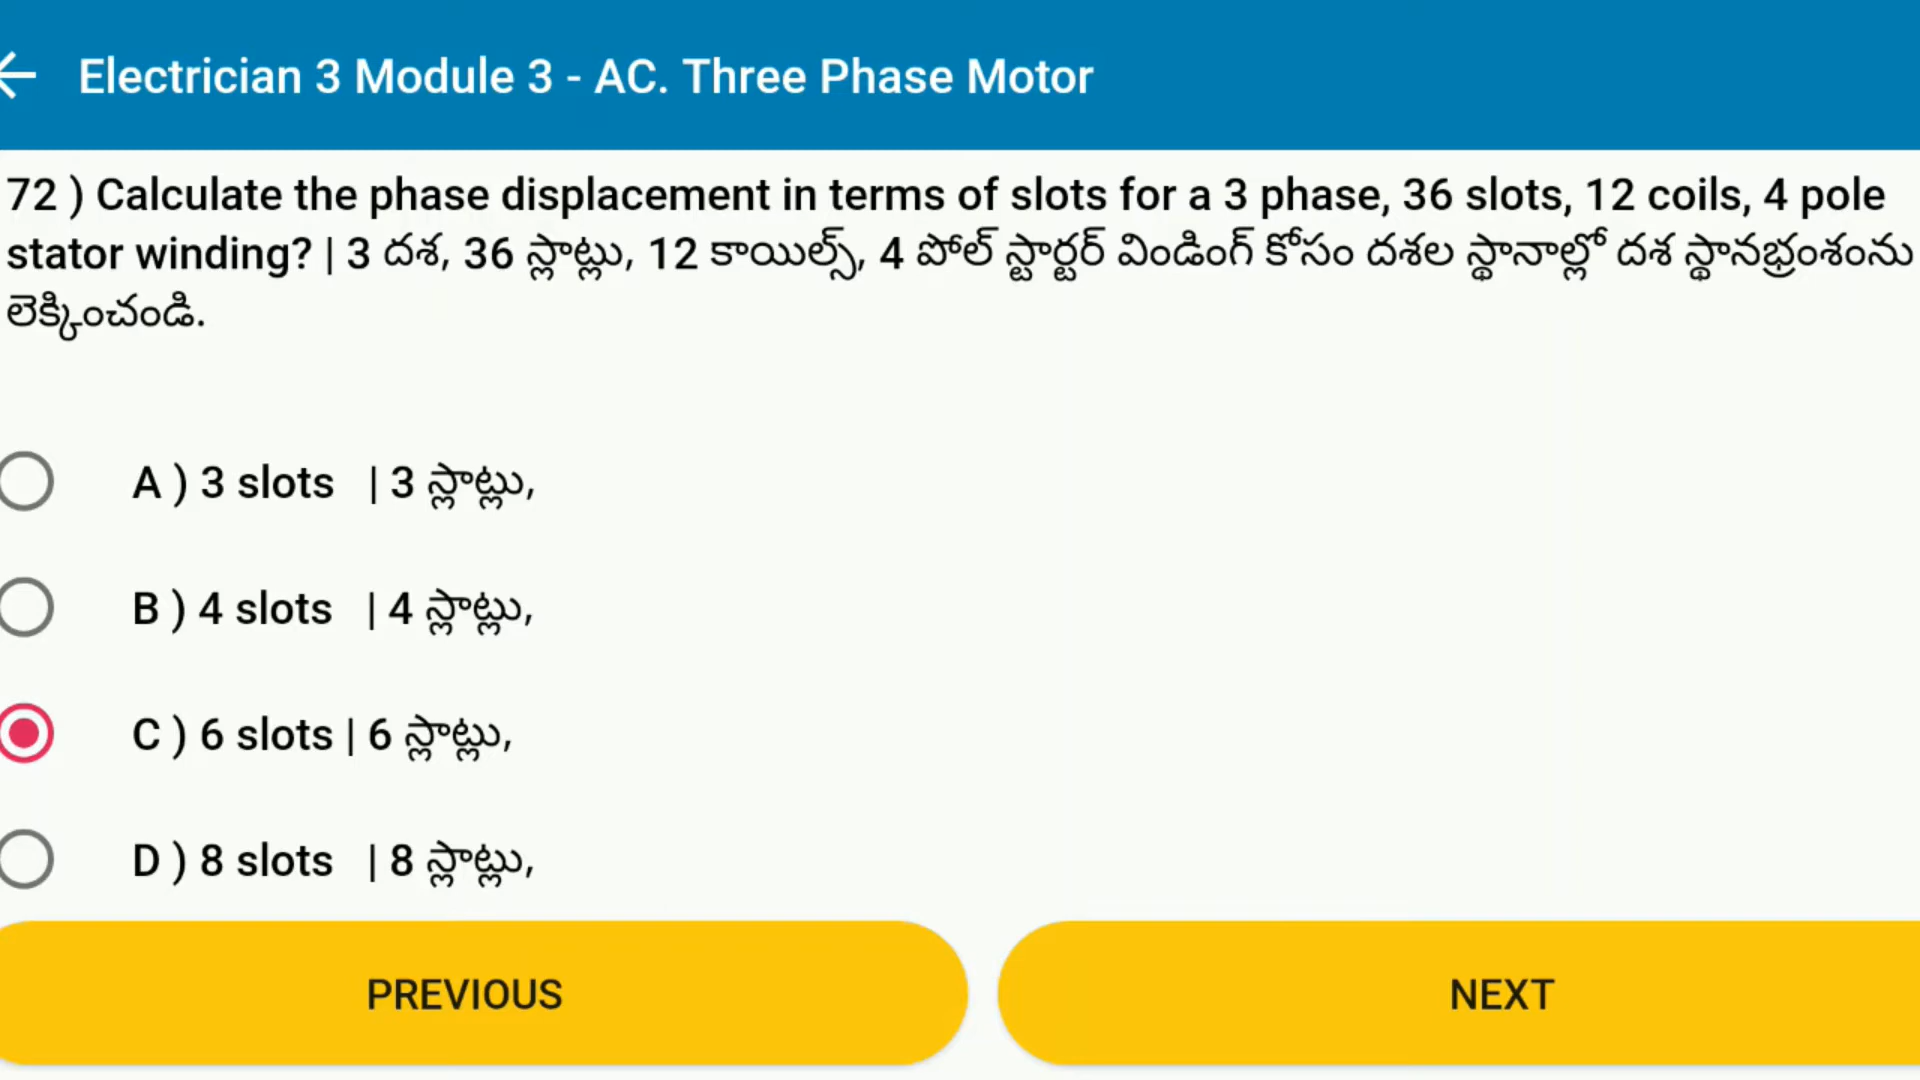 Electrician 3 Module 3 - AC. Three Phase Motor
72 ) Calculate the phase displacement in terms of slots for a 3 phase, 36 slots, 12 coils, 4 pole
stator winding? | 3 దశ, 36 స్లాట్లు, 12 కాయిల్స్, 4 పోల్ స్టార్టర్ విండింగ్ కోసం దశల స్థానాల్లో దశ స్థానభ్రంశంను
లెక్కించండి.
A ) 3 slots | 3 స్లాట్లు,
B ) 4 slots | 4 స్లాట్లు,
C ) 6 slots | 6 స్లాట్లు,
D ) 8 slots | 8 స్లాట్లు,
PREVIOUS
NEXT